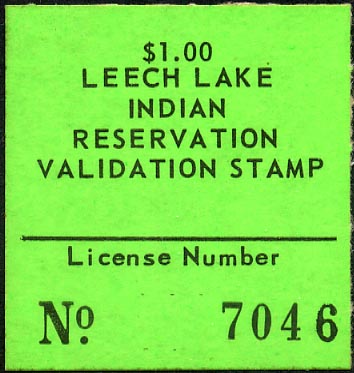 $1.00
LEECH LAKE
INDIAN
RESERVATION
VALIDATION STAMP
License Number
No. 7046